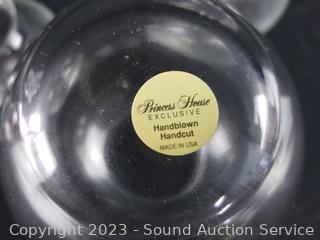 Princess House
EXCLUSIVE
Handblown
Handcut
MADE IN USA
Copyright 2023 - Sound Auction Service